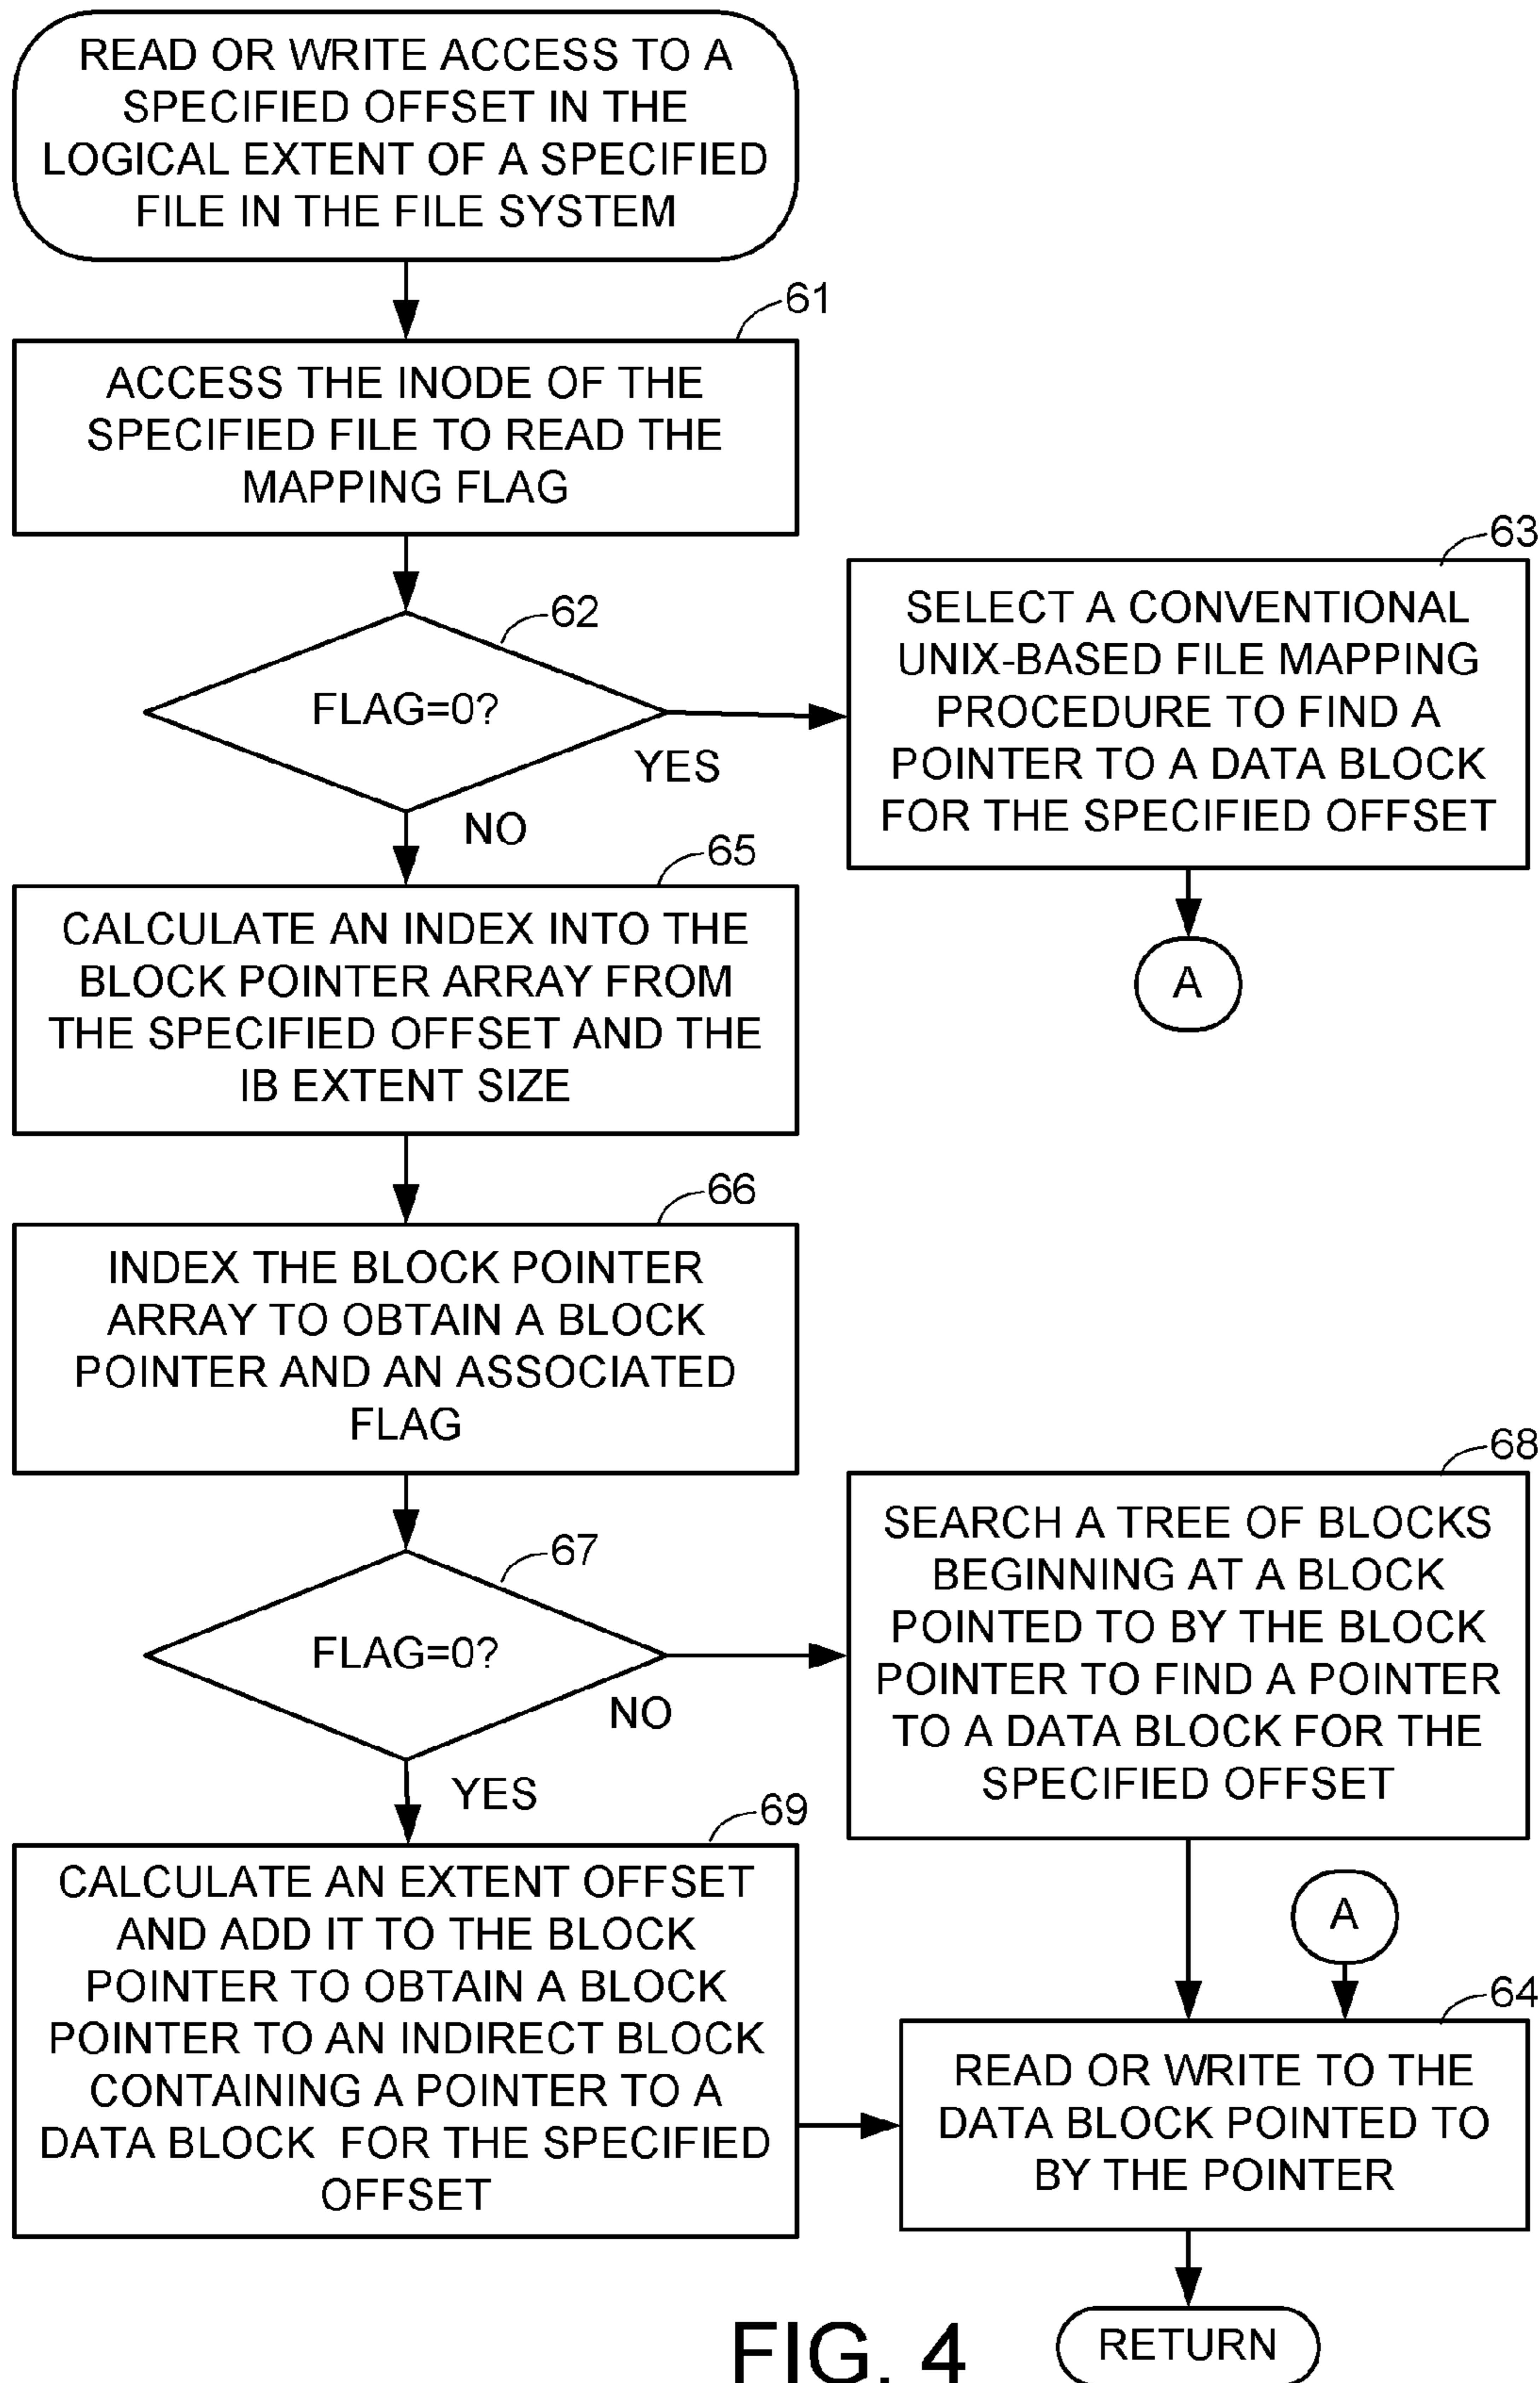 READ OR WRITE ACCESS TO A
SPECIFIED OFFSET IN THE
LOGICAL EXTENT OF A SPECIFIED
FILE IN THE FILE SYSTEM
61
ACCESS THE INODE OF THE
SPECIFIED FILE TO READ THE
MAPPING FLAG
62
FLAG=0?
YES
NO
63
SELECT A CONVENTIONAL
UNIX-BASED FILE MAPPING
PROCEDURE TO FIND A
POINTER TO A DATA BLOCK
FOR THE SPECIFIED OFFSET
A
65
CALCULATE AN INDEX INTO THE
BLOCK POINTER ARRAY FROM
THE SPECIFIED OFFSET AND THE
IB EXTENT SIZE
66
INDEX THE BLOCK POINTER
ARRAY TO OBTAIN A BLOCK
POINTER AND AN ASSOCIATED
FLAG
67
FLAG=0?
NO
YES
68
SEARCH A TREE OF BLOCKS
BEGINNING AT A BLOCK
POINTED TO BY THE BLOCK
POINTER TO FIND A POINTER
TO A DATA BLOCK FOR THE
SPECIFIED OFFSET
69
CALCULATE AN EXTENT OFFSET
AND ADD IT TO THE BLOCK
POINTER TO OBTAIN A BLOCK
POINTER TO AN INDIRECT BLOCK
CONTAINING A POINTER TO A
DATA BLOCK FOR THE SPECIFIED
OFFSET
A
64
READ OR WRITE TO THE
DATA BLOCK POINTED TO
BY THE POINTER
RETURN
FIG. 4